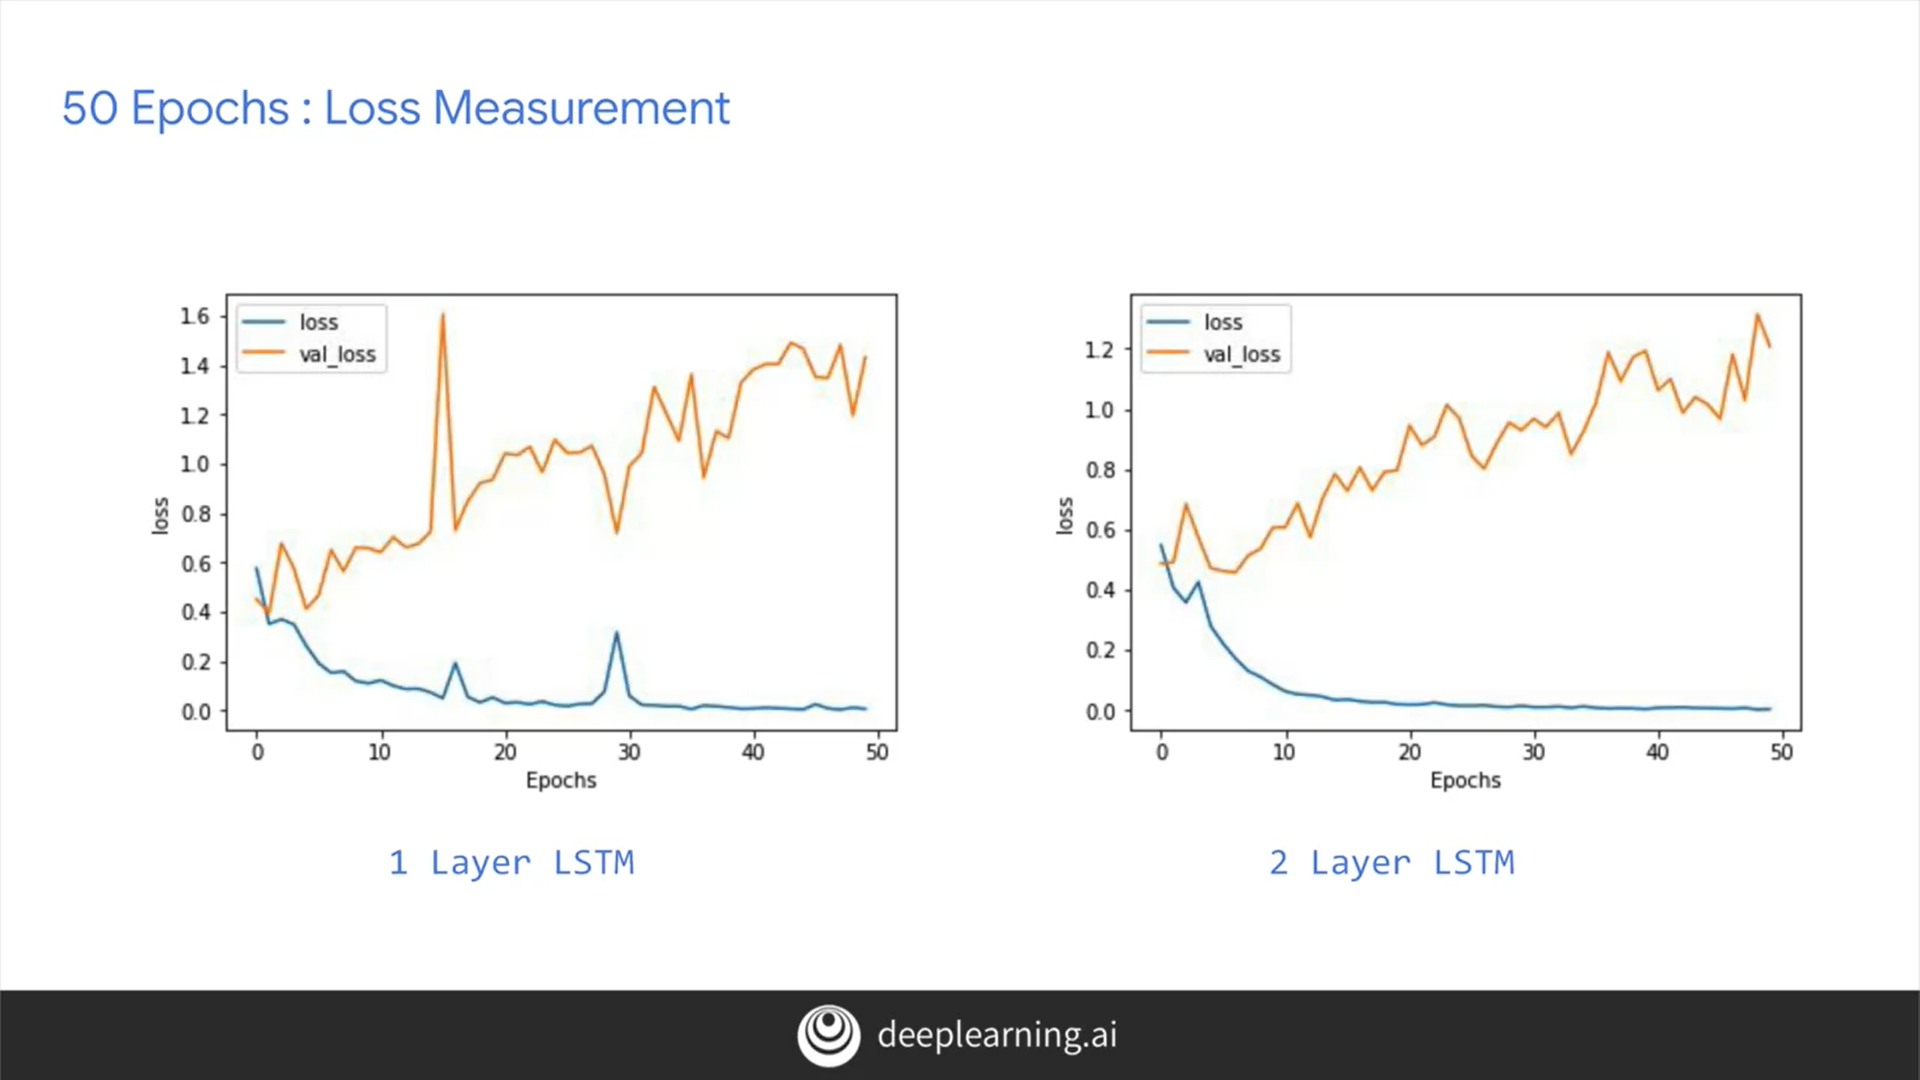 50 Epochs : Loss Measurement
loss
val_loss
1.6
1.4
1.2
1.0
0.8
0.6
0.4
0.2
0.0
loss
0 10 20 30 40 50
Epochs
1 Layer LSTM
loss
val_loss
1.2
1.0
0.8
0.6
0.4
0.2
0.0
loss
0 10 20 30 40 50
Epochs
2 Layer LSTM
deeplearning.ai